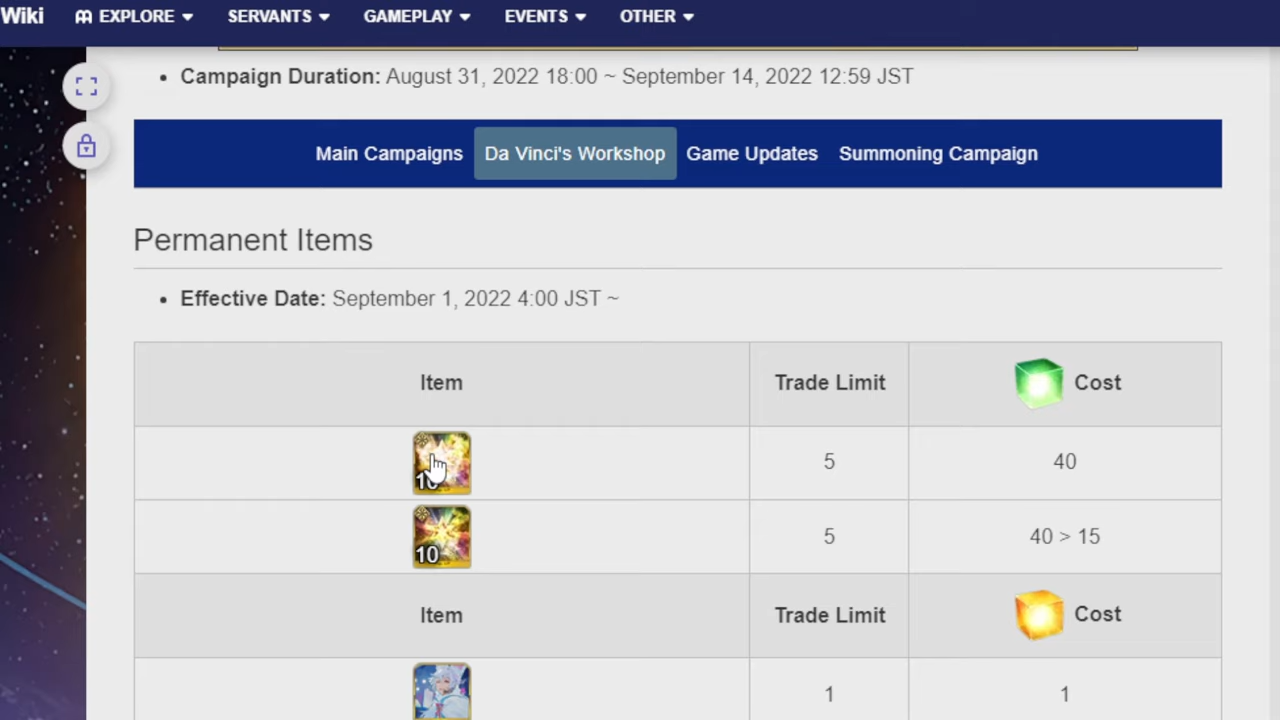 Wiki EXPLORE SERVANTS GAMEPLAY EVENTS OTHER
• Campaign Duration: August 31, 2022 18:00 ~ September 14, 2022 12:59 JST
Main Campaigns Da Vinci's Workshop Game Updates Summoning Campaign
Permanent Items
• Effective Date: September 1, 2022 4:00 JST ~
Item Trade Limit Cost
10 5 40
10 5 40 > 15
Item Trade Limit Cost
1 1